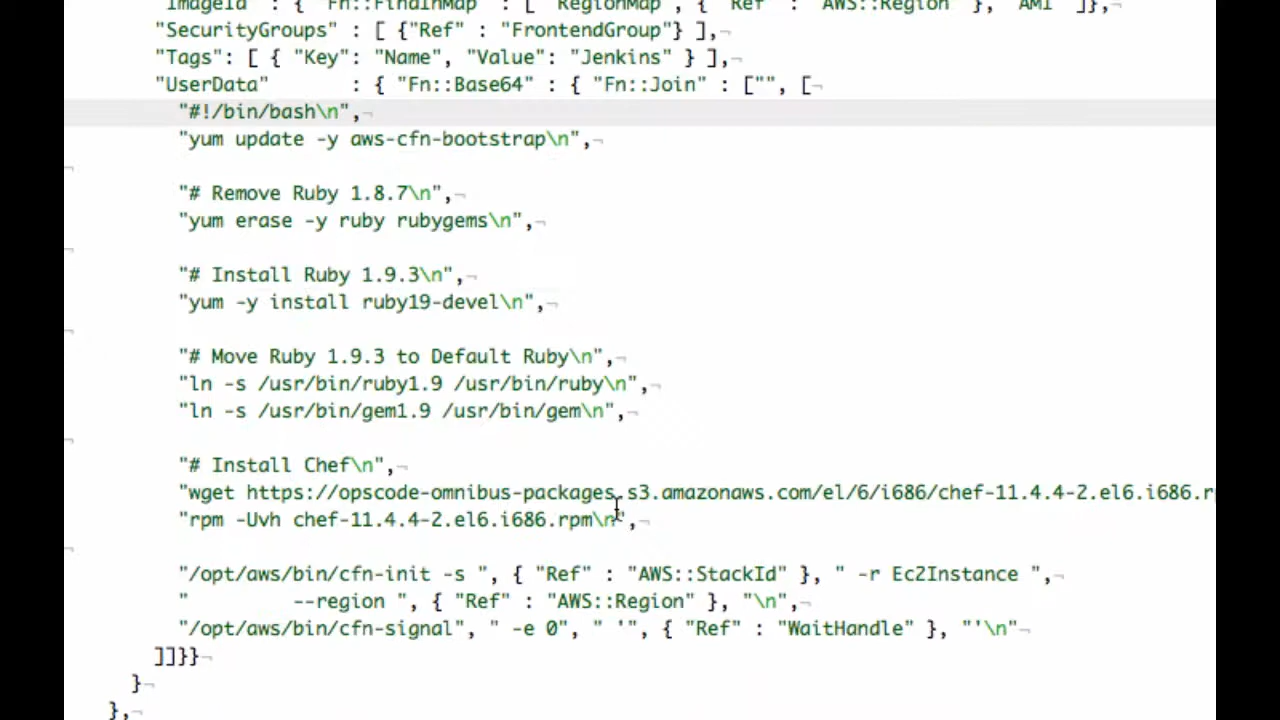 "ImageId" : { "Fn::FindInMap" : [ "RegionMap", { "Ref" : "AWS::Region" }, "AMI" ]},¬
"SecurityGroups" : [ {"Ref" : "FrontendGroup"} ],¬
"Tags": [ { "Key": "Name", "Value": "Jenkins" } ],¬
"UserData" : { "Fn::Base64" : { "Fn::Join" : ["", [¬
"#!/bin/bash\n",¬
"yum update -y aws-cfn-bootstrap\n",¬
¬
"# Remove Ruby 1.8.7\n",¬
"yum erase -y ruby rubygems\n",¬
¬
"# Install Ruby 1.9.3\n",¬
"yum -y install ruby19-devel\n",¬
¬
"# Move Ruby 1.9.3 to Default Ruby\n",¬
"ln -s /usr/bin/ruby1.9 /usr/bin/ruby\n",¬
"ln -s /usr/bin/gem1.9 /usr/bin/gem\n",¬
¬
"# Install Chef\n",¬
"wget https://opscode-omnibus-packages.s3.amazonaws.com/el/6/i686/chef-11.4.4-2.el6.i686.r
"rpm -Uvh chef-11.4.4-2.el6.i686.rpm\n",¬
¬
"/opt/aws/bin/cfn-init -s ", { "Ref" : "AWS::StackId" }, " -r Ec2Instance ",¬
" --region ", { "Ref" : "AWS::Region" }, "\n",¬
"/opt/aws/bin/cfn-signal", " -e 0", " '", { "Ref" : "WaitHandle" }, "'\n"¬
]]}}¬
}¬
},¬